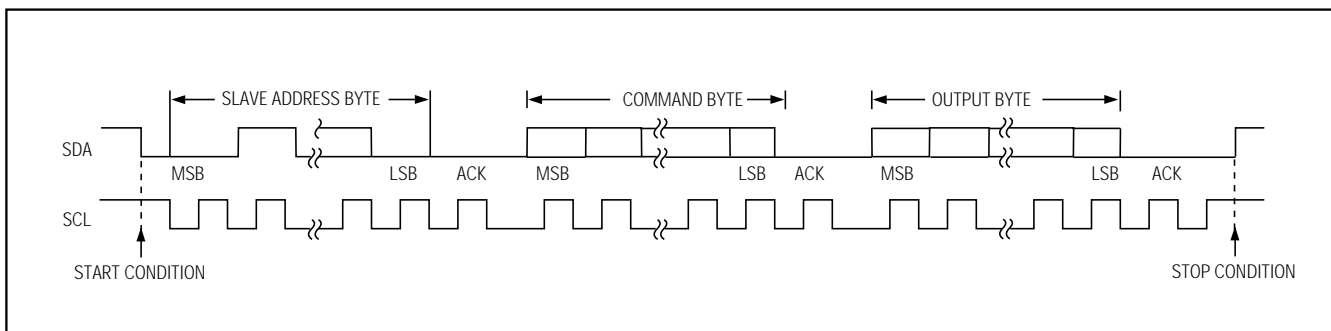 SLAVE ADDRESS BYTE COMMAND BYTE OUTPUT BYTE
SDA
MSB LSB ACK MSB LSB ACK MSB LSB ACK
SCL
START CONDITION STOP CONDITION